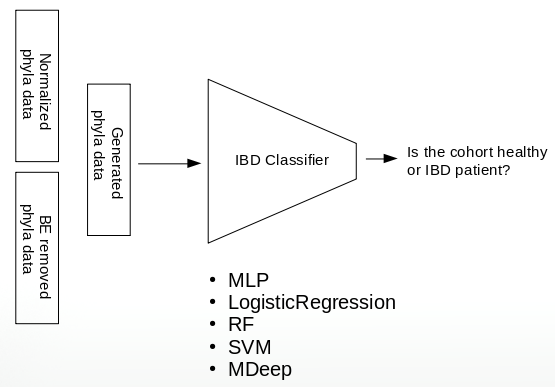 Normalized
phyla data
BE removed
phyla data
Generated
phyla data
IBD Classifier
Is the cohort healthy
or IBD patient?
• MLP
• LogisticRegression
• RF
• SVM
• MDeep